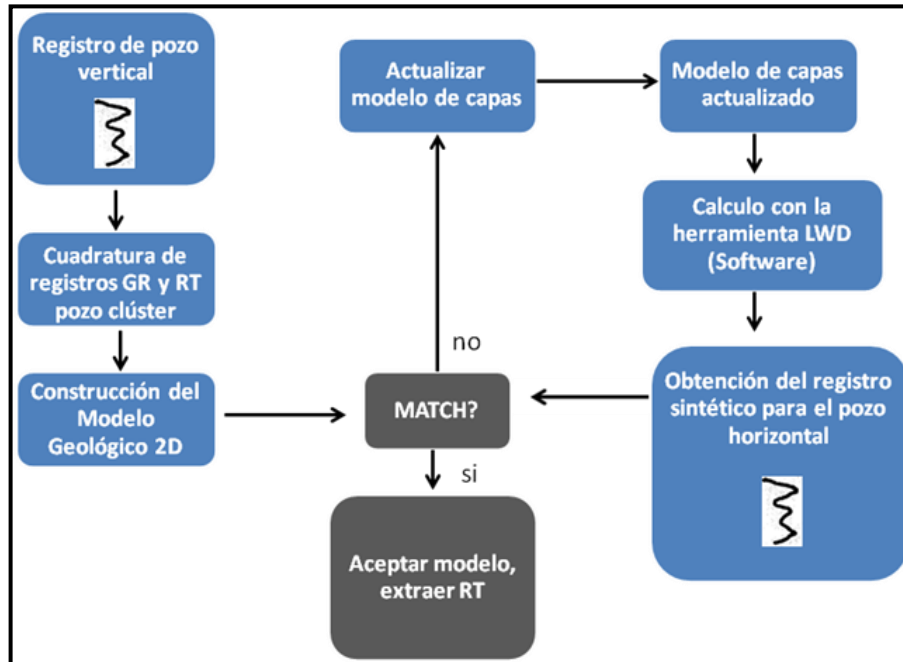 Registro de pozo
vertical
Cuadratura de
registros GR y RT
pozo clúster
Construcción del
Modelo
Geológico 2D
Actualizar
modelo de capas
Modelo de capas
actualizado
Calculo con la
herramienta LWD
(Software)
Obtención del registro
sintético para el pozo
horizontal
no
MATCH?
si
Aceptar modelo,
extraer RT